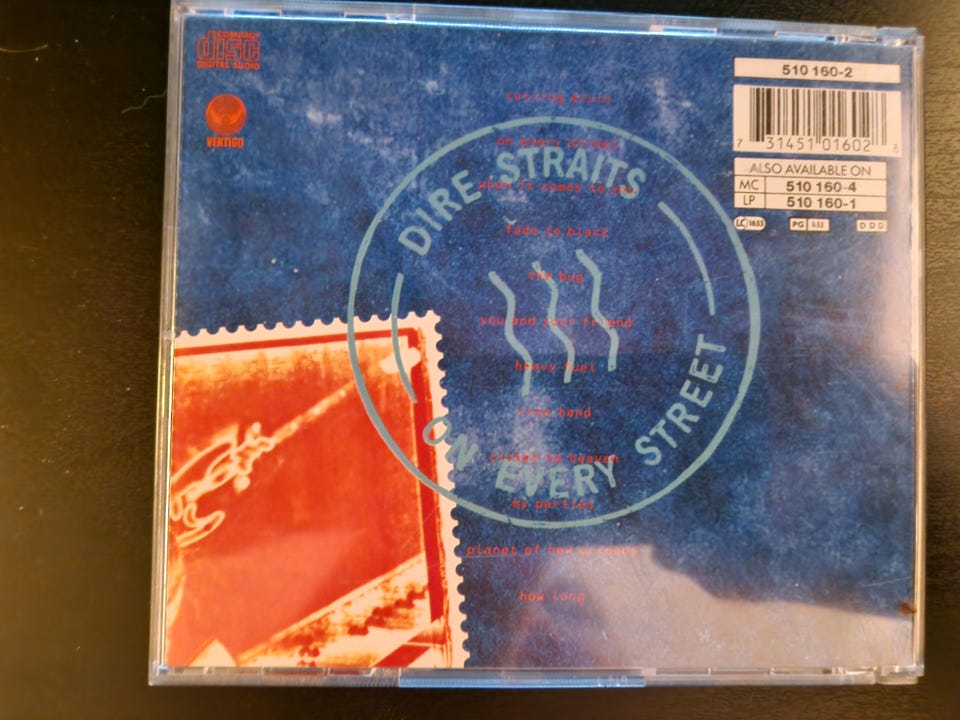 COMPACT
disc
DIGITAL AUDIO
VERTIGO
510 160-2
7 31451 01602 8
ALSO AVAILABLE ON
MC 510 160-4
LP 510 160-1
LC 1633
PG
D D D
DIRE STRAITS
ON EVERY STREET
calling elvis
on every street
when it comes to you
fade to black
the bug
you and your friend
heavy fuel
iron hand
ticket to heaven
my parties
planet of new orleans
how long